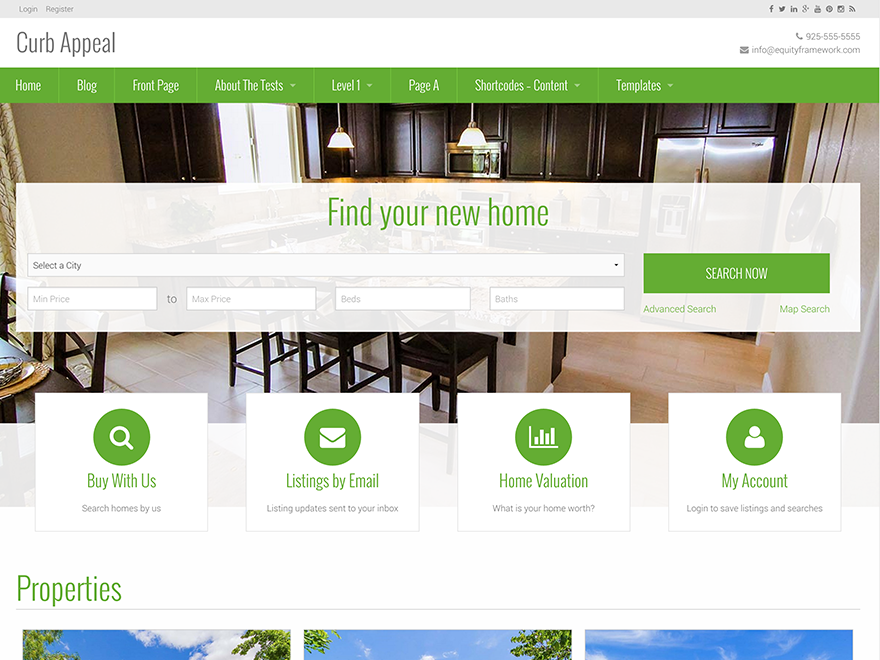 Login Register
Curb Appeal
925-555-5555
info@equityframework.com
Home Blog Front Page About The Tests Level 1 Page A Shortcodes – Content Templates
Find your new home
Select a City
SEARCH NOW
Min Price to Max Price Beds Baths
Advanced Search Map Search
Buy With Us
Search homes by us
Listings by Email
Listing updates sent to your inbox
Home Valuation
What is your home worth?
My Account
Login to save listings and searches
Properties